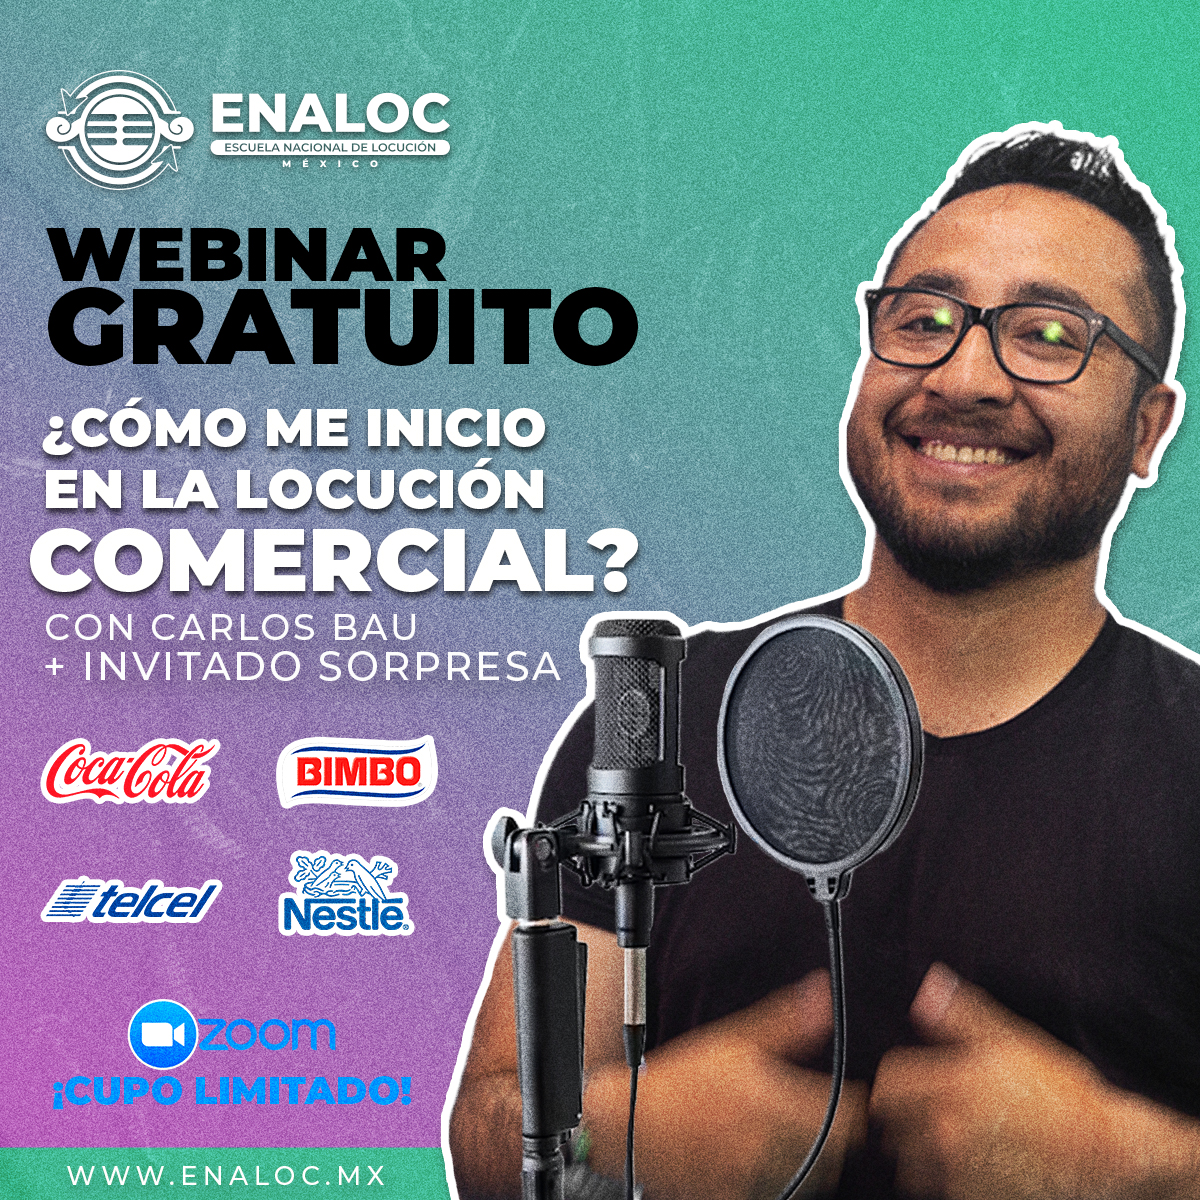 ENALOC
ESCUELA NACIONAL DE LOCUCIÓN
MÉXICO
WEBINAR
GRATUITO
¿CÓMO ME INICIO
EN LA LOCUCIÓN
COMERCIAL?
CON CARLOS BAU
+ INVITADO SORPRESA
Coca-Cola
BIMBO
telcel
Nestlé®
zoom
¡CUPO LIMITADO!
WWW.ENALOC.MX